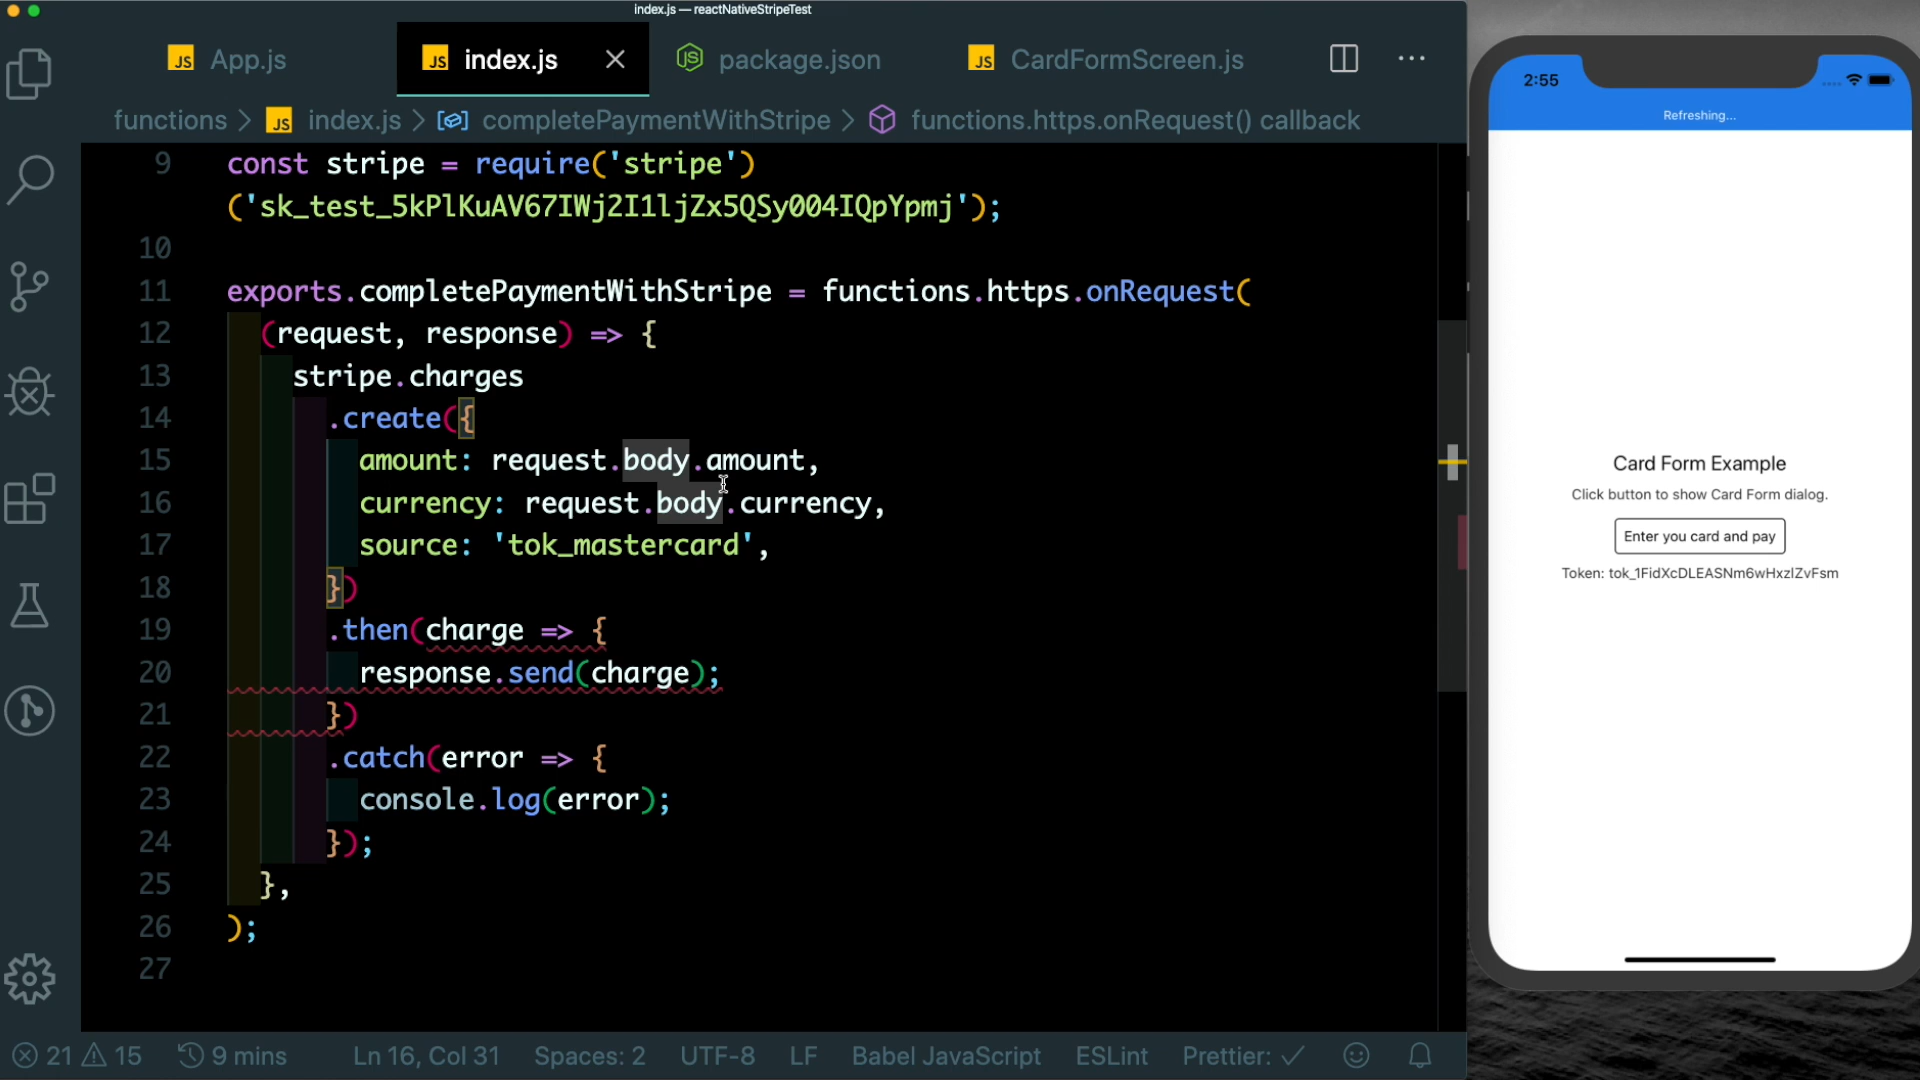 index.js — reactNativeStripeTest
JS App.js
JS index.js
JS package.json
JS CardFormScreen.js
functions > JS index.js > completePaymentWithStripe > functions.https.onRequest() callback
9 const stripe = require('stripe')
('sk_test_5kPlKuAV67IWj2I1ljZx5QSy004IQpYpmj');
10
11 exports.completePaymentWithStripe = functions.https.onRequest(
12 (request, response) => {
13 stripe.charges
14 .create({
15 amount: request.body.amount,
16 currency: request.body.currency,
17 source: 'tok_mastercard',
18 })
19 .then(charge => {
20 response.send(charge);
21 })
22 .catch(error => {
23 console.log(error);
24 });
25 },
26 );
27
21 15 9 mins Ln 16, Col 31 Spaces: 2 UTF-8 LF Babel JavaScript ESLint Prettier: ✓
2:55
Refreshing...
Card Form Example
Click button to show Card Form dialog.
Enter you card and pay
Token: tok_1FidXcDLEASNm6wHxzlZvFsm